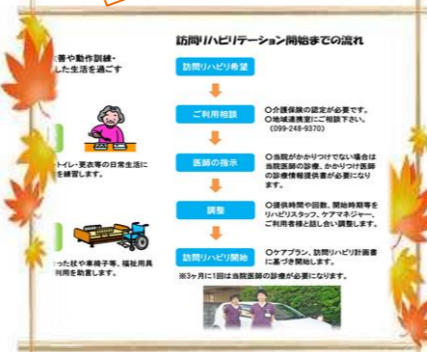 訪問リハビリテーション開始までの流れ
善や動作訓練・
した生活を過ごす
訪問リハビリ希望
ご利用相談
○介護保険の認定が必要です。
○地域連携室にご相談下さい。
(099-248-9370)
トイレ・更衣等の日常生活に
を練習します。
医師の指示
○当院がかかりつけでない場合は
当院医師の診療、かかりつけ医師
の診療情報提供書が必要になり
ます。
調整
○提供時間や回数、開始時期等を
リハビリスタッフ、ケアマネジャー、
ご利用者様と話し合い調整します。
った杖や車椅子等、福祉用具
利用を助言します。
訪問リハビリ開始
○ケアプラン、訪問リハビリ計画書
に基づき開始します。
※3ヶ月に1回は当院医師の診療が必要になります。